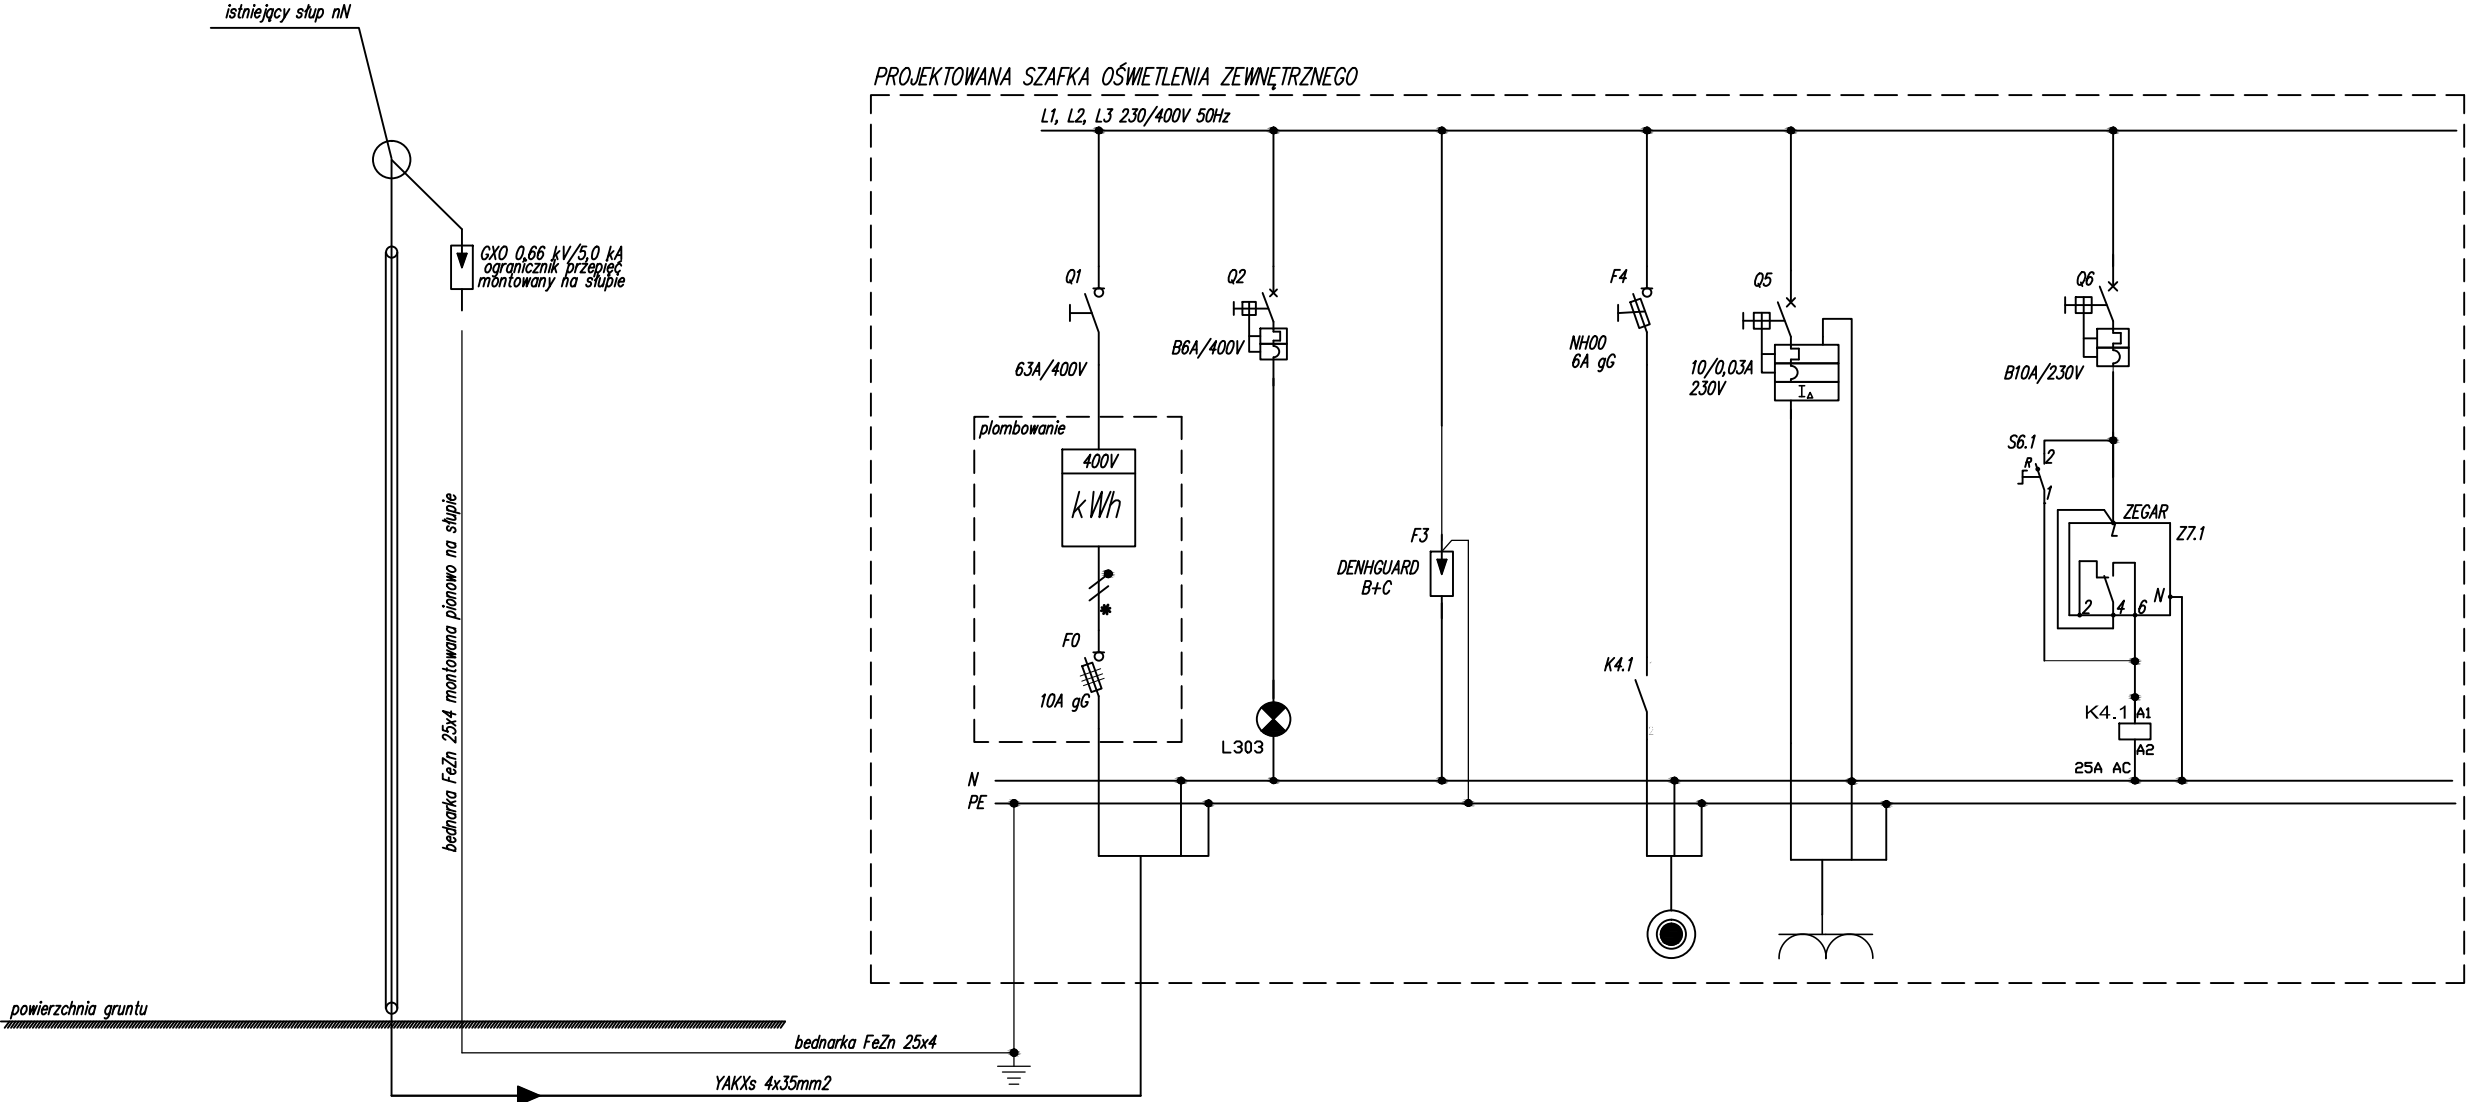 istniejący słup nN
PROJEKTOWANA SZAFKA OŚWIETLENIA ZEWNĘTRZNEGO
L1, L2, L3 230/400V 50Hz
GXO 0,66 kV/5,0 kA
ogranicznik przepięć
montowany na słupie
Q1
63A/400V
Q2
B6A/400V
F4
NH00
6A gG
Q5
10/0,03A
230V
I∆
Q6
B10A/230V
plombowanie
400V
kWh
F0
10A gG
L303
F3
DENHGUARD
B+C
K4.1
2
S6.1
R
2
1
ZEGAR
L
Z7.1
N
2 4 6
K4.1 A1
A2
25A AC
N
PE
bednarka FeZn 25x4 montowana pionowo na słupie
powierzchnia gruntu
bednarka FeZn 25x4
YAKXs 4x35mm2